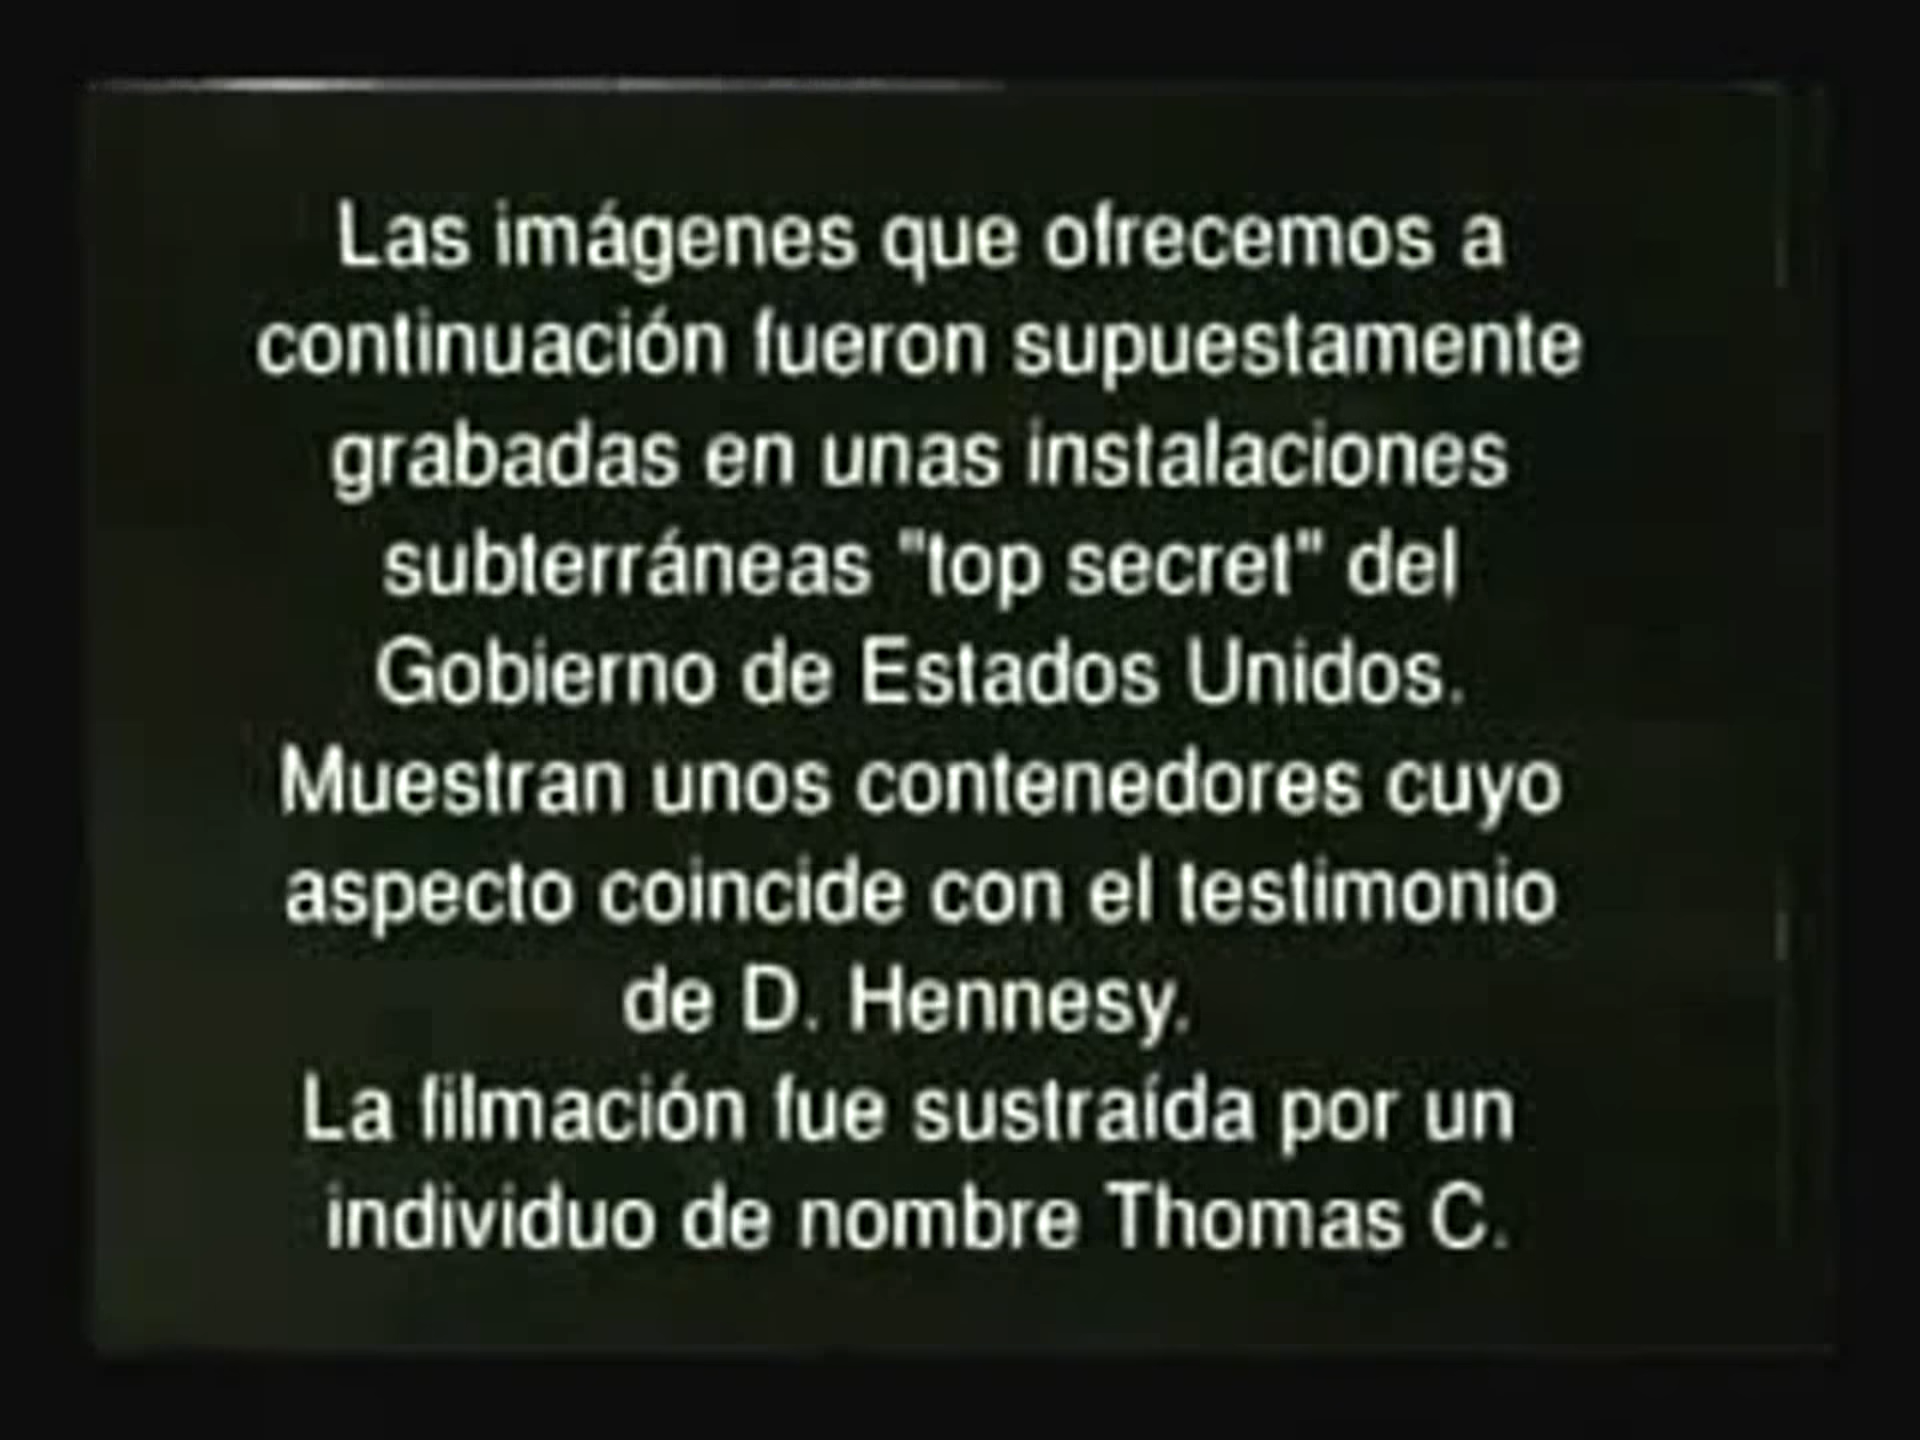 Las imágenes que ofrecemos a
continuación fueron supuestamente
grabadas en unas instalaciones
subterráneas "top secret" del
Gobierno de Estados Unidos.
Muestran unos contenedores cuyo
aspecto coincide con el testimonio
de D. Hennesy.
La filmación fue sustraída por un
individuo de nombre Thomas C.